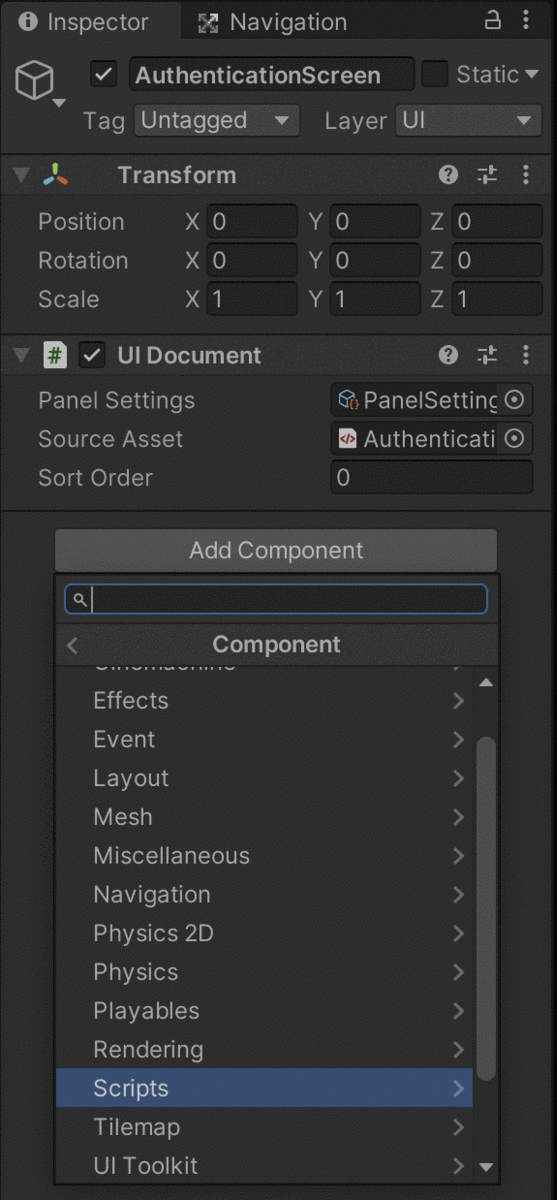 Inspector Navigation
AuthenticationScreen Static
Tag Untagged Layer UI
Transform
Position X 0 Y 0 Z 0
Rotation X 0 Y 0 Z 0
Scale X 1 Y 1 Z 1
# UI Document
Panel Settings PanelSetting
Source Asset Authenticati
Sort Order 0
Add Component
Component
Cinemachine
Effects
Event
Layout
Mesh
Miscellaneous
Navigation
Physics 2D
Physics
Playables
Rendering
Scripts
Tilemap
UI Toolkit